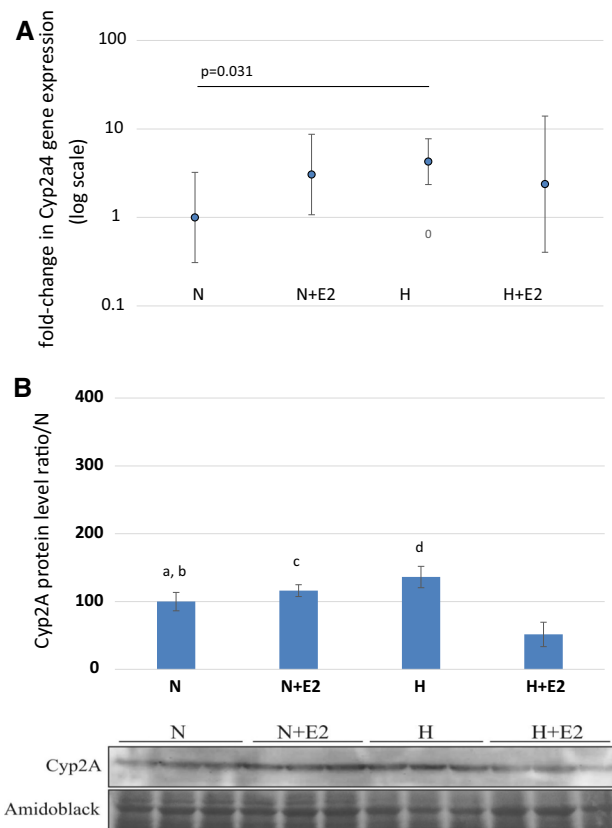 A
fold-change in Cyp2a4 gene expression
(log scale)
100
10
1
0.1
p=0.031
0
N N+E2 H H+E2
B
Cyp2A protein level ratio/N
400
300
200
100
0
a, b
c
d
N N+E2 H H+E2
N N+E2 H H+E2
Cyp2A
Amidoblack